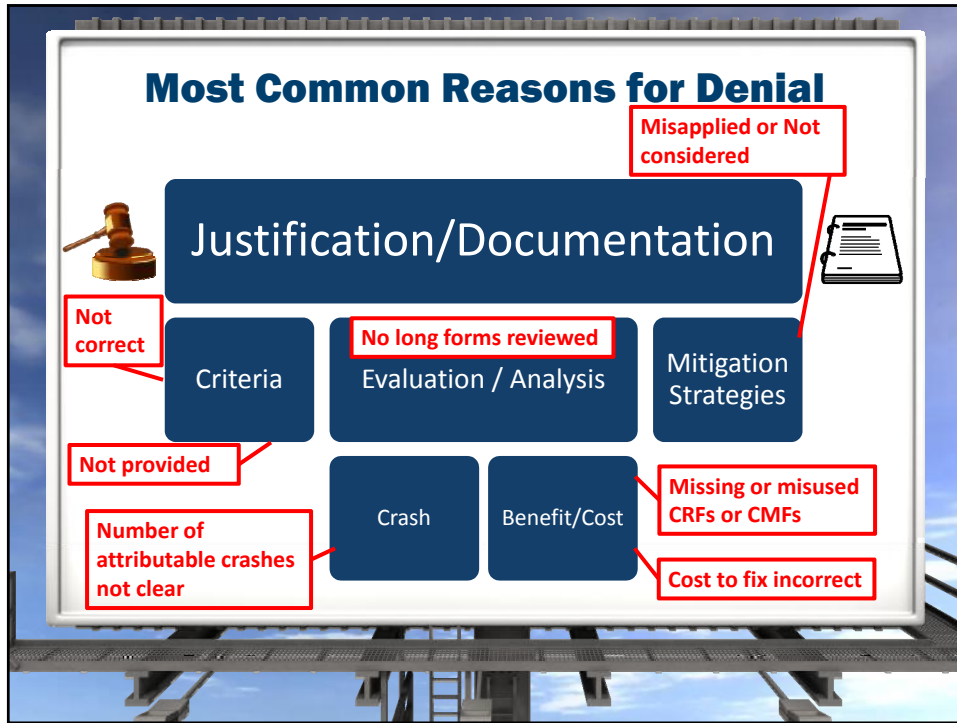 Most Common Reasons for Denial
Misapplied or Not
considered
Justification/Documentation
Not
correct
No long forms reviewed
Criteria
Evaluation / Analysis
Mitigation
Strategies
Not provided
Number of
attributable crashes
not clear
Crash
Benefit/Cost
Missing or misused
CRFs or CMFs
Cost to fix incorrect